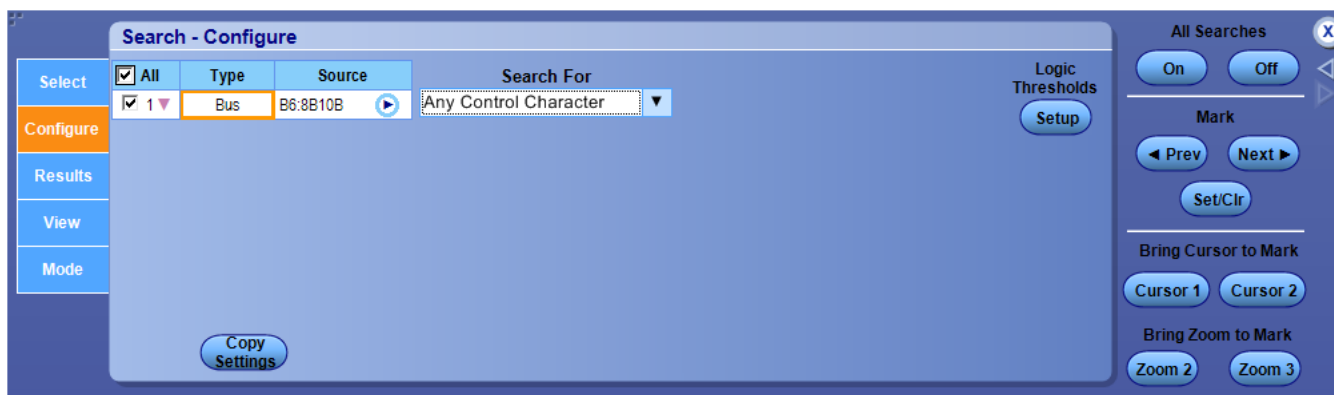 Search - Configure
Select
Configure
Results
View
Mode
All Type Source Search For
1 Bus B6:8B10B Any Control Character
Copy
Settings
Logic
Thresholds
Setup
All Searches
X
On Off
Mark
◄ Prev Next ►
Set/Clr
Bring Cursor to Mark
Cursor 1 Cursor 2
Bring Zoom to Mark
Zoom 2 Zoom 3